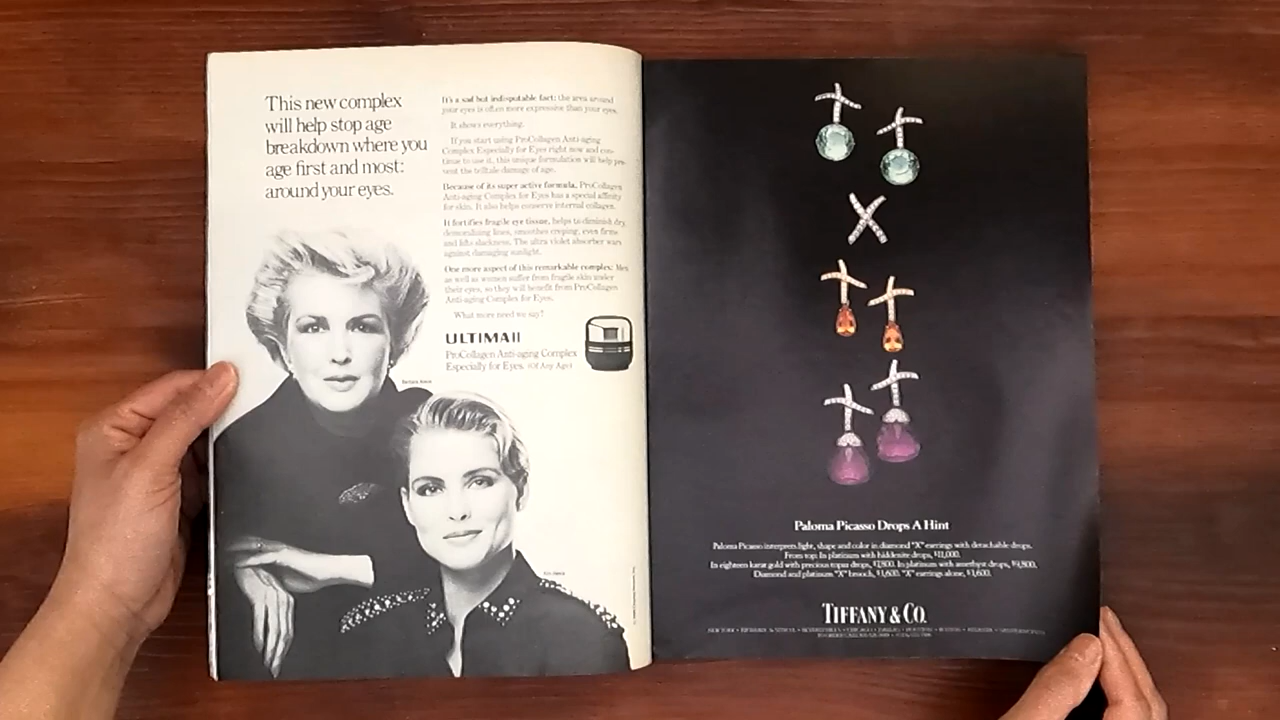 This new complex
will help stop age
breakdown where you
age first and most:
around your eyes.
It's a sad but indisputable fact: the area around
your eyes is often more expressive than your eyes.
It shows everything.
If you start using ProCollagen Anti-aging
Complex Especially for Eyes right now and con-
tinue to use it, this unique formulation will help pre-
vent the telltale damage of age.
Because of its super active formula, ProCollagen
Anti-aging Complex for Eyes has a special affinity
for skin. It also helps conserve internal collagen.
It fortifies fragile eye tissue, helps to diminish dry,
demoralizing lines, smoothes creping, even firms
and lifts slackness. The ultra violet absorber wars
against damaging sunlight.
One more aspect of this remarkable complex: Men
as well as women suffer from fragile skin under
their eyes, so they will benefit from ProCollagen
Anti-aging Complex for Eyes.
What more need we say?
ULTIMA II
ProCollagen Anti-aging Complex
Especially for Eyes. (Of Any Age)
Paloma Picasso Drops A Hint
Paloma Picasso interprets light, shape and color in diamond "X" earrings with detachable drops.
From top: In platinum with hiddenite drops, $11,000.
In eighteen karat gold with precious topaz drops, In platinum with amethyst drops,
Diamond and platinum "X" brooch, $3,600. "X" earrings alone, $3,600.
TIFFANY & CO.